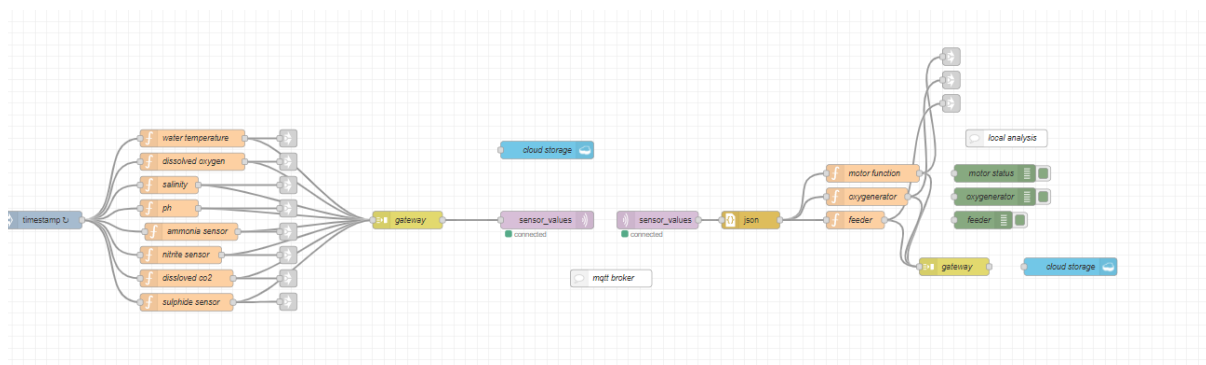 timestamp ↻
water temperature
dissolved oxygen
salinity
ph
ammonia sensor
nitrite sensor
dissloved co2
sulphide sensor
gateway
cloud storage
sensor_values
connected
mqtt broker
sensor_values
connected
json
motor function
oxygenerator
feeder
local analysis
motor status
oxygenerator
feeder
gateway
cloud storage